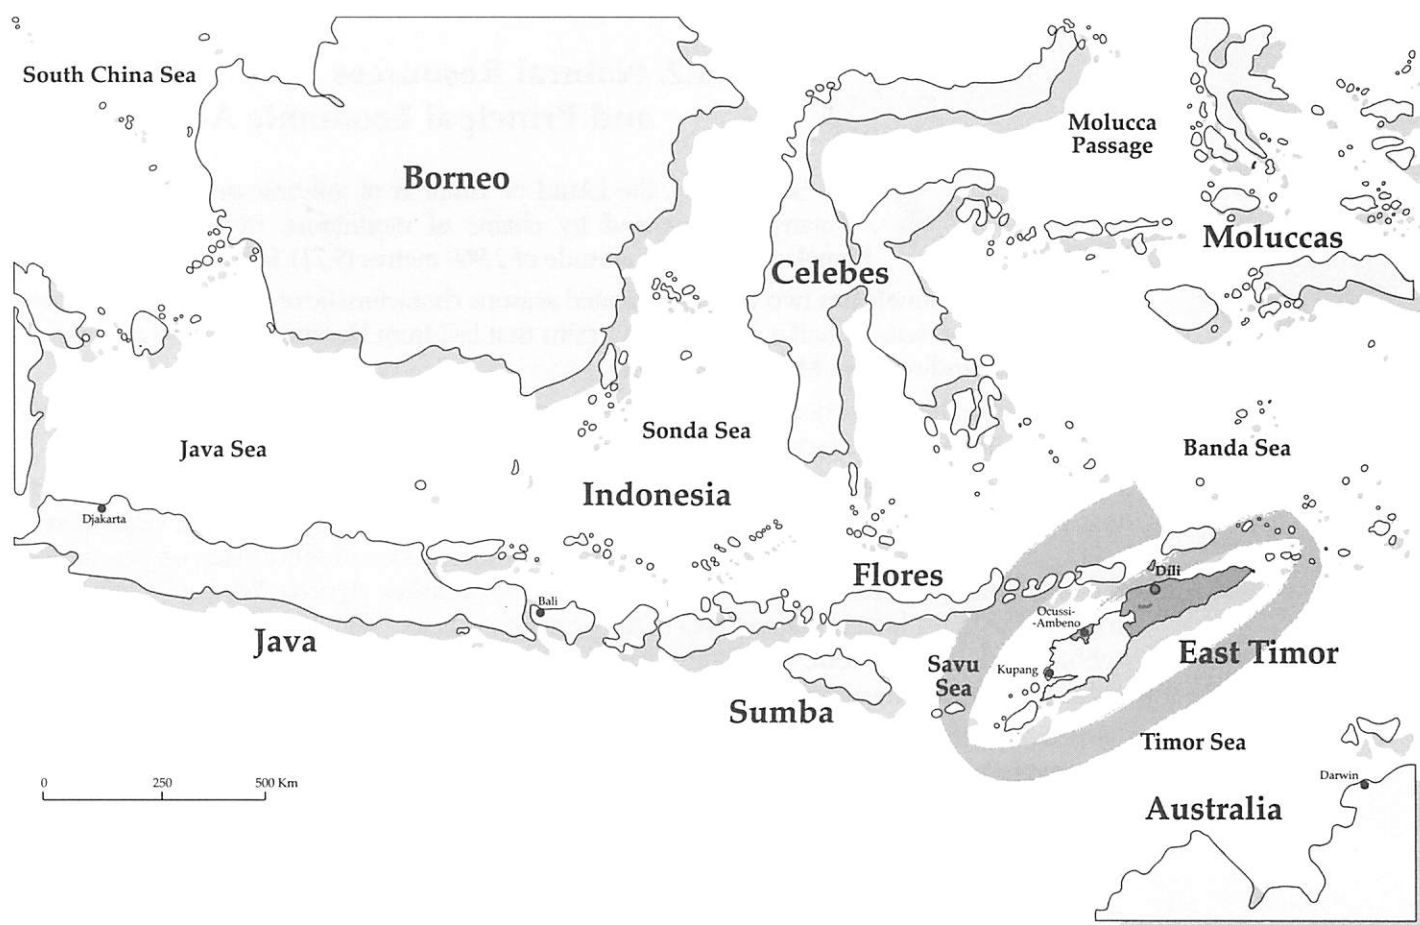 South China Sea
Borneo
Molucca
Passage
Moluccas
Celebes
Java Sea
Sonda Sea
Banda Sea
Indonesia
Djakarta
Flores
Dili
Bali
Ocussi-
-Ambeno
Java
East Timor
Savu
Sea
Kupang
Sumba
Timor Sea
0 250 500 Km
Darwin
Australia